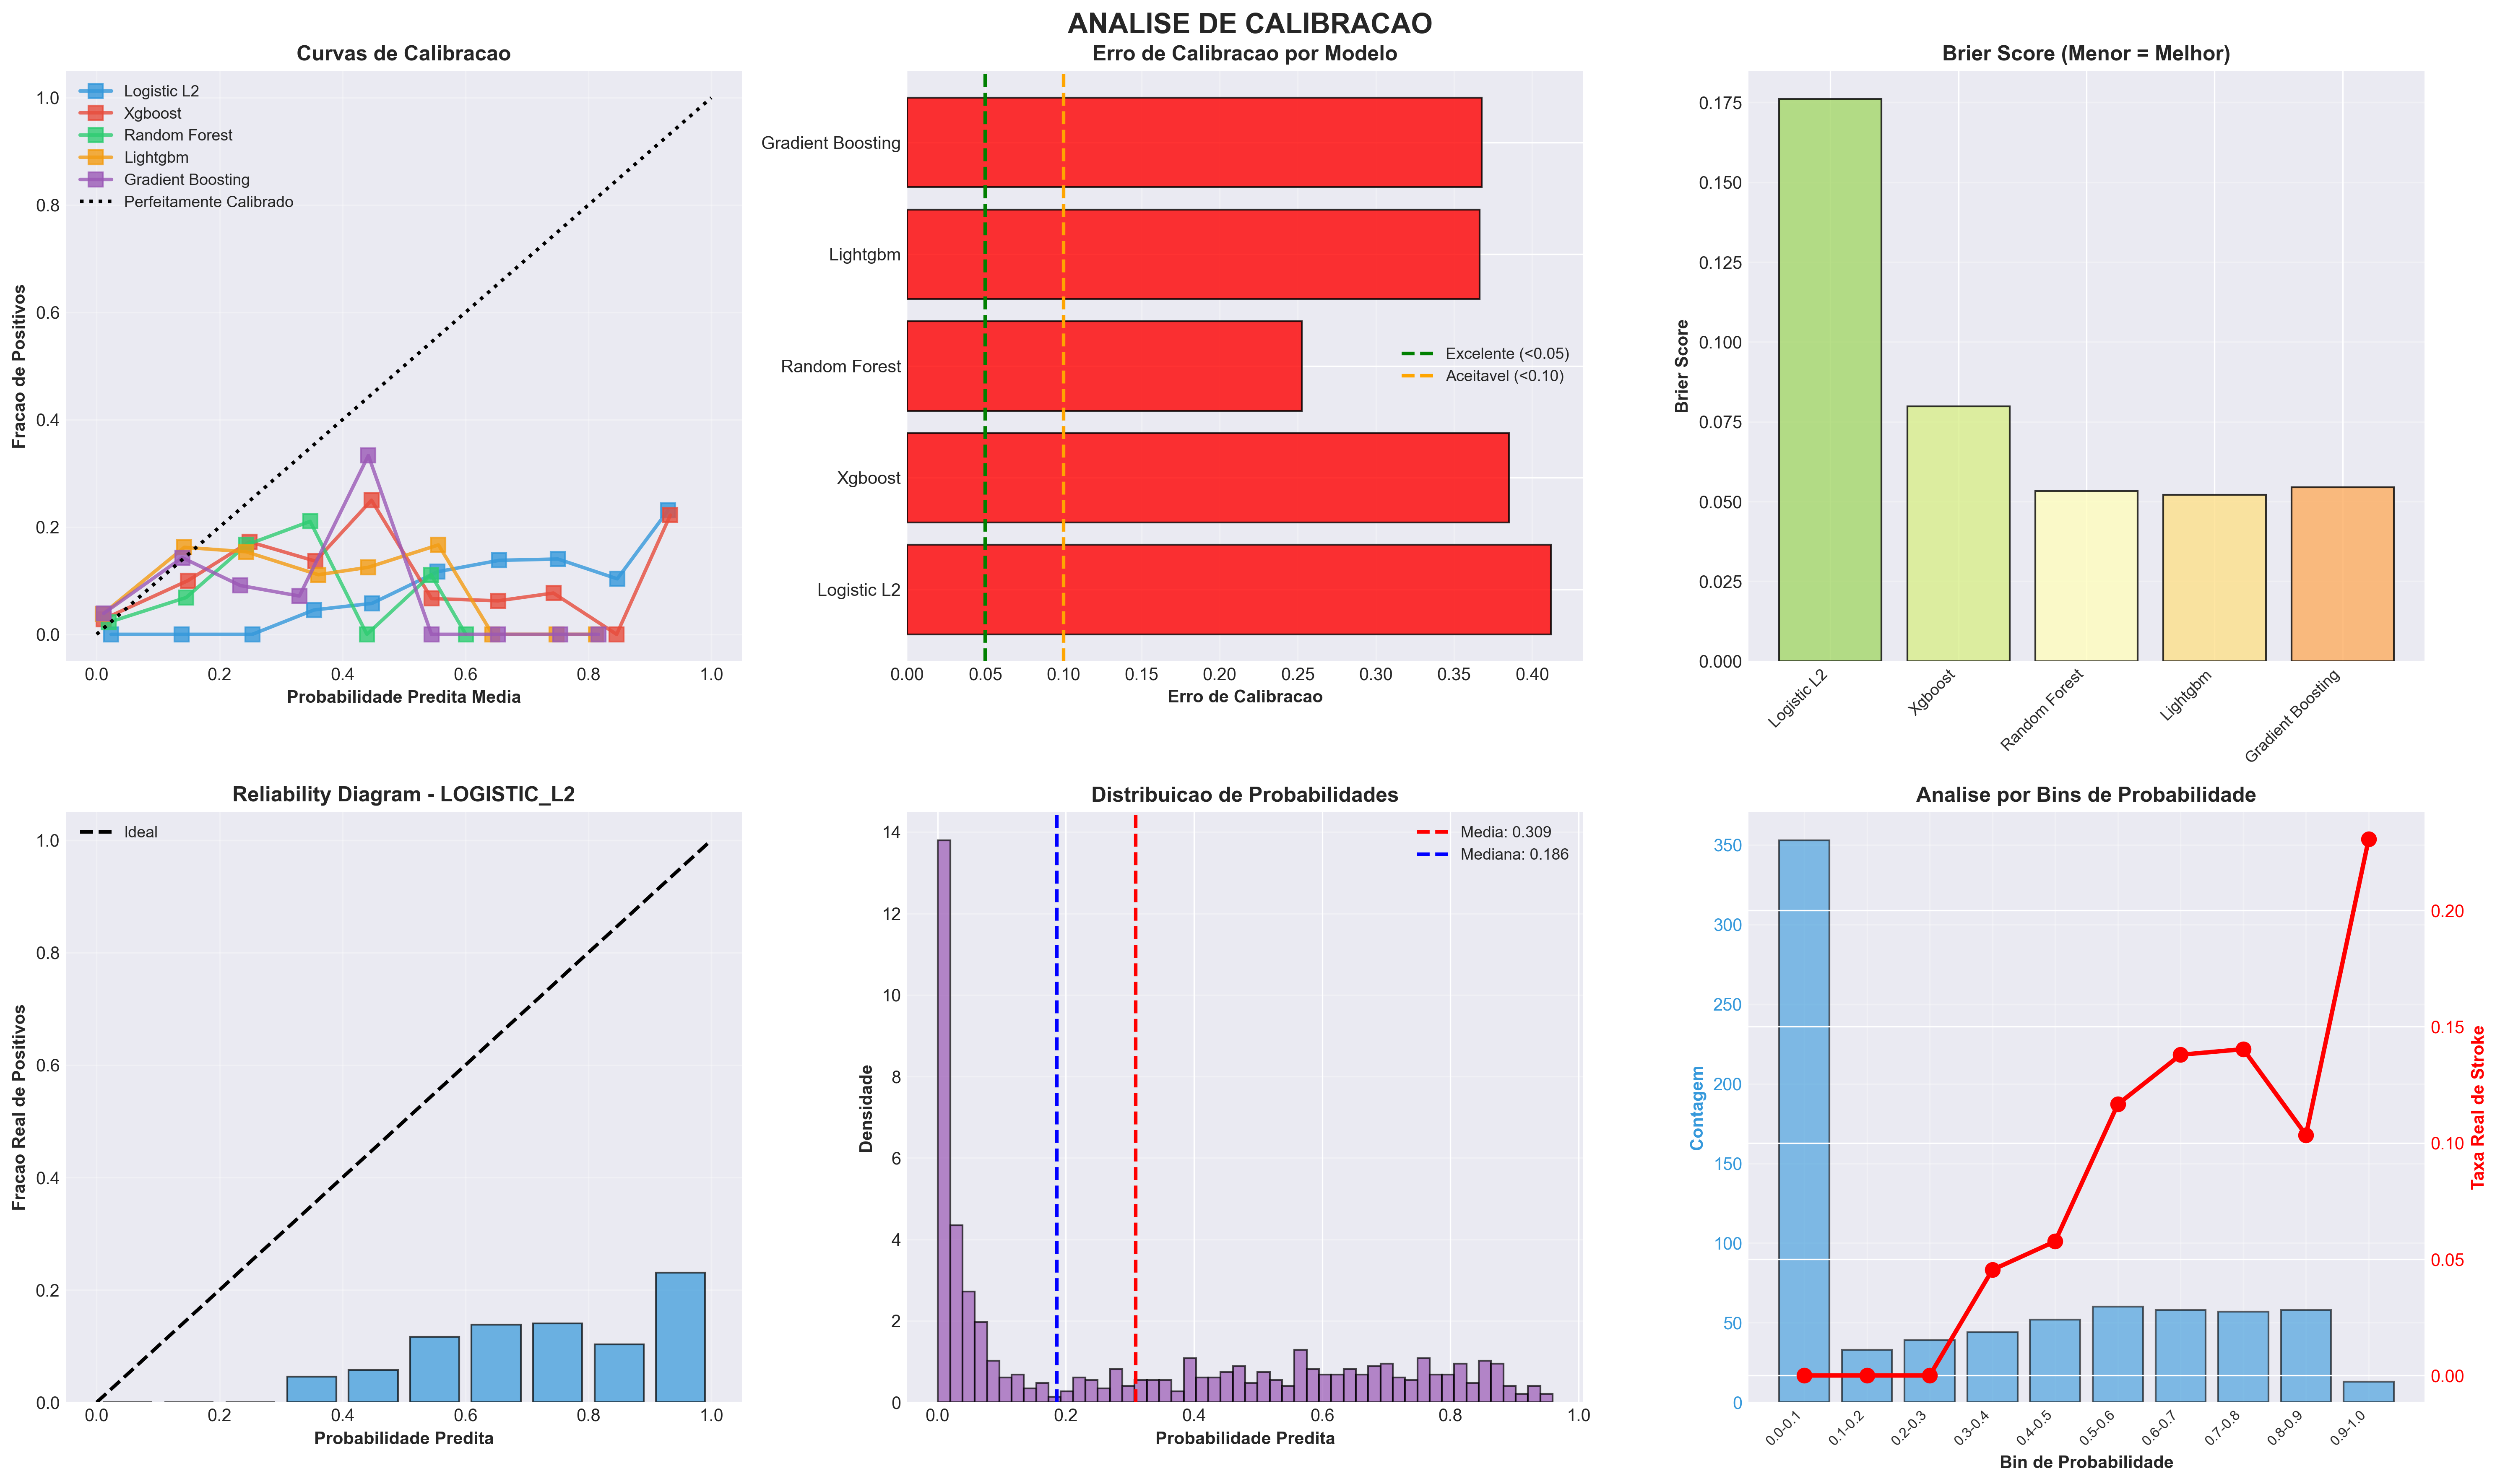 ANALISE DE CALIBRACAO
Curvas de Calibracao
Logistic L2
Xgboost
Random Forest
Lightgbm
Gradient Boosting
Perfeitamente Calibrado
Fracao de Positivos
1.0
0.8
0.6
0.4
0.2
0.0
0.0 0.2 0.4 0.6 0.8 1.0
Probabilidade Predita Media
Erro de Calibracao por Modelo
Gradient Boosting
Lightgbm
Random Forest
Xgboost
Logistic L2
Excelente (<0.05)
Aceitavel (<0.10)
0.00 0.05 0.10 0.15 0.20 0.25 0.30 0.35 0.40
Erro de Calibracao
Brier Score (Menor = Melhor)
Brier Score
0.175
0.150
0.125
0.100
0.075
0.050
0.025
0.000
Logistic L2
Xgboost
Random Forest
Lightgbm
Gradient Boosting
Reliability Diagram - LOGISTIC_L2
Ideal
Fracao Real de Positivos
1.0
0.8
0.6
0.4
0.2
0.0
0.0 0.2 0.4 0.6 0.8 1.0
Probabilidade Predita
Distribuicao de Probabilidades
Media: 0.309
Mediana: 0.186
Densidade
14
12
10
8
6
4
2
0
0.0 0.2 0.4 0.6 0.8 1.0
Probabilidade Predita
Analise por Bins de Probabilidade
Contagem
350
300
250
200
150
100
50
0
0.20
0.15
0.10
0.05
0.00
Taxa Real de Stroke
0.0-0.1
0.1-0.2
0.2-0.3
0.3-0.4
0.4-0.5
0.5-0.6
0.6-0.7
0.7-0.8
0.8-0.9
0.9-1.0
Bin de Probabilidade